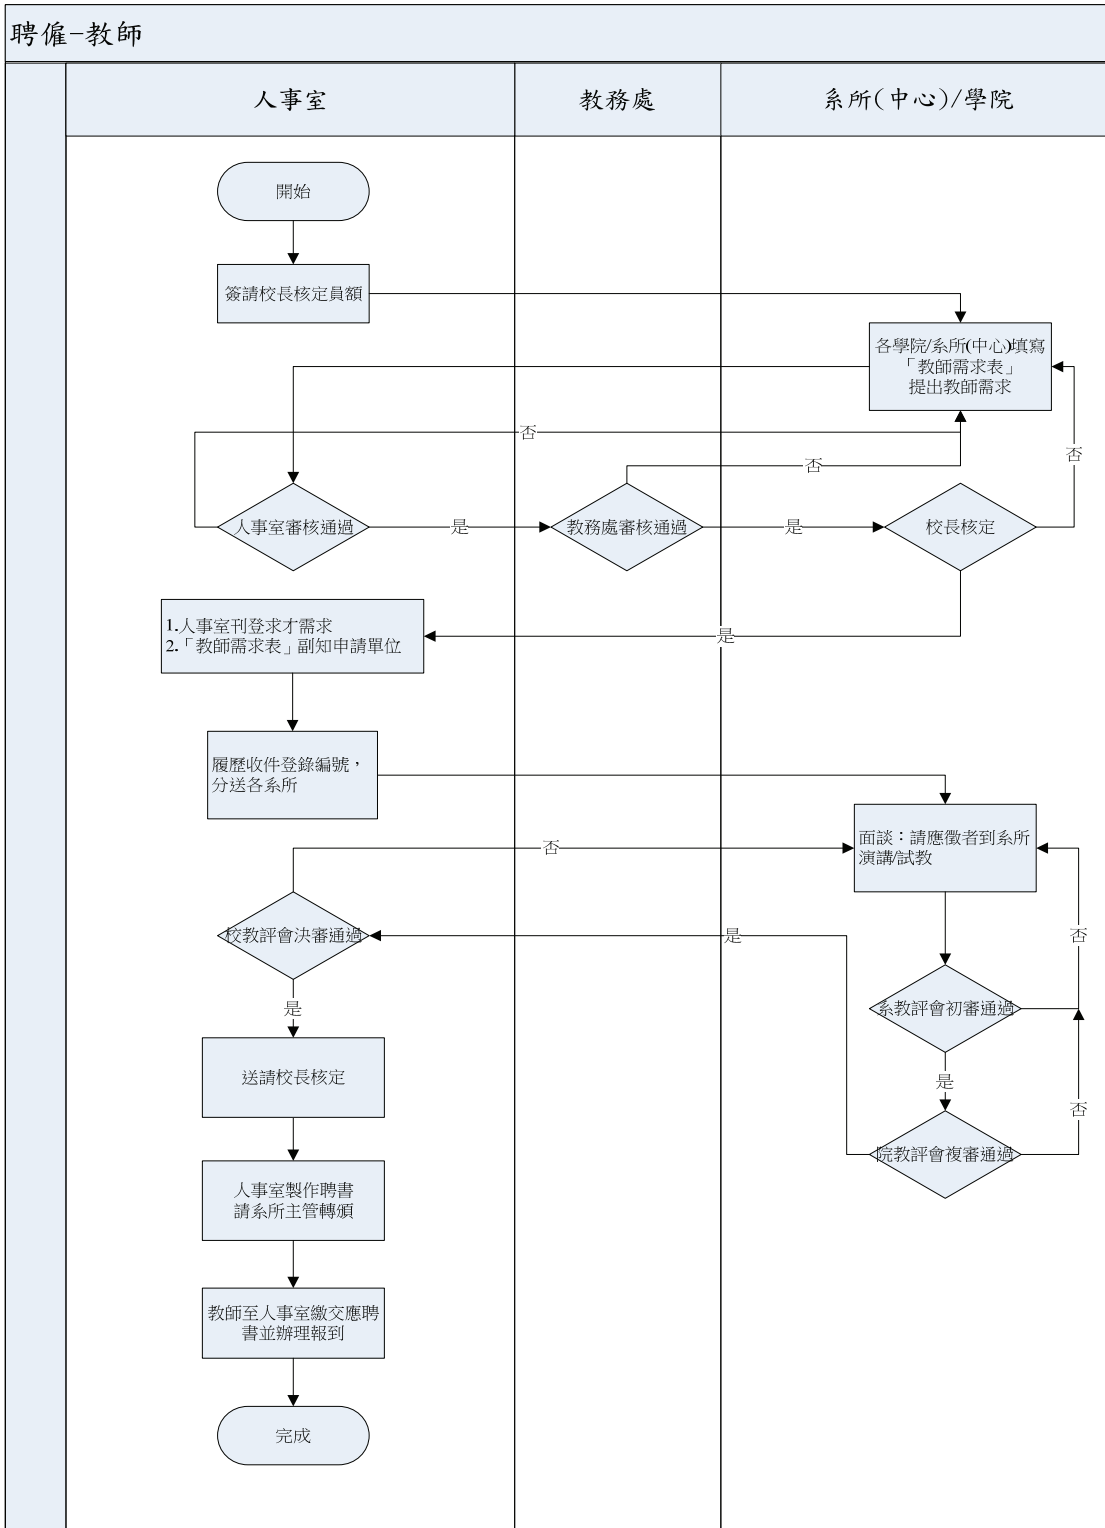 聘僱-教師
人事室
教務處
系所(中心)/學院
開始
簽請校長核定員額
各學院/系所(中心)填寫
「教師需求表」
提出教師需求
否
否
否
人事室審核通過
是
教務處審核通過
是
校長核定
1.人事室刊登求才需求
2.「教師需求表」副知申請單位
是
履歷收件登錄編號，
分送各系所
面談：請應徵者到系所
演講/試教
否
校教評會決審通過
是
否
是
系教評會初審通過
是
送請校長核定
否
院教評會複審通過
人事室製作聘書
請系所主管轉頒
教師至人事室繳交應聘
書並辦理報到
完成